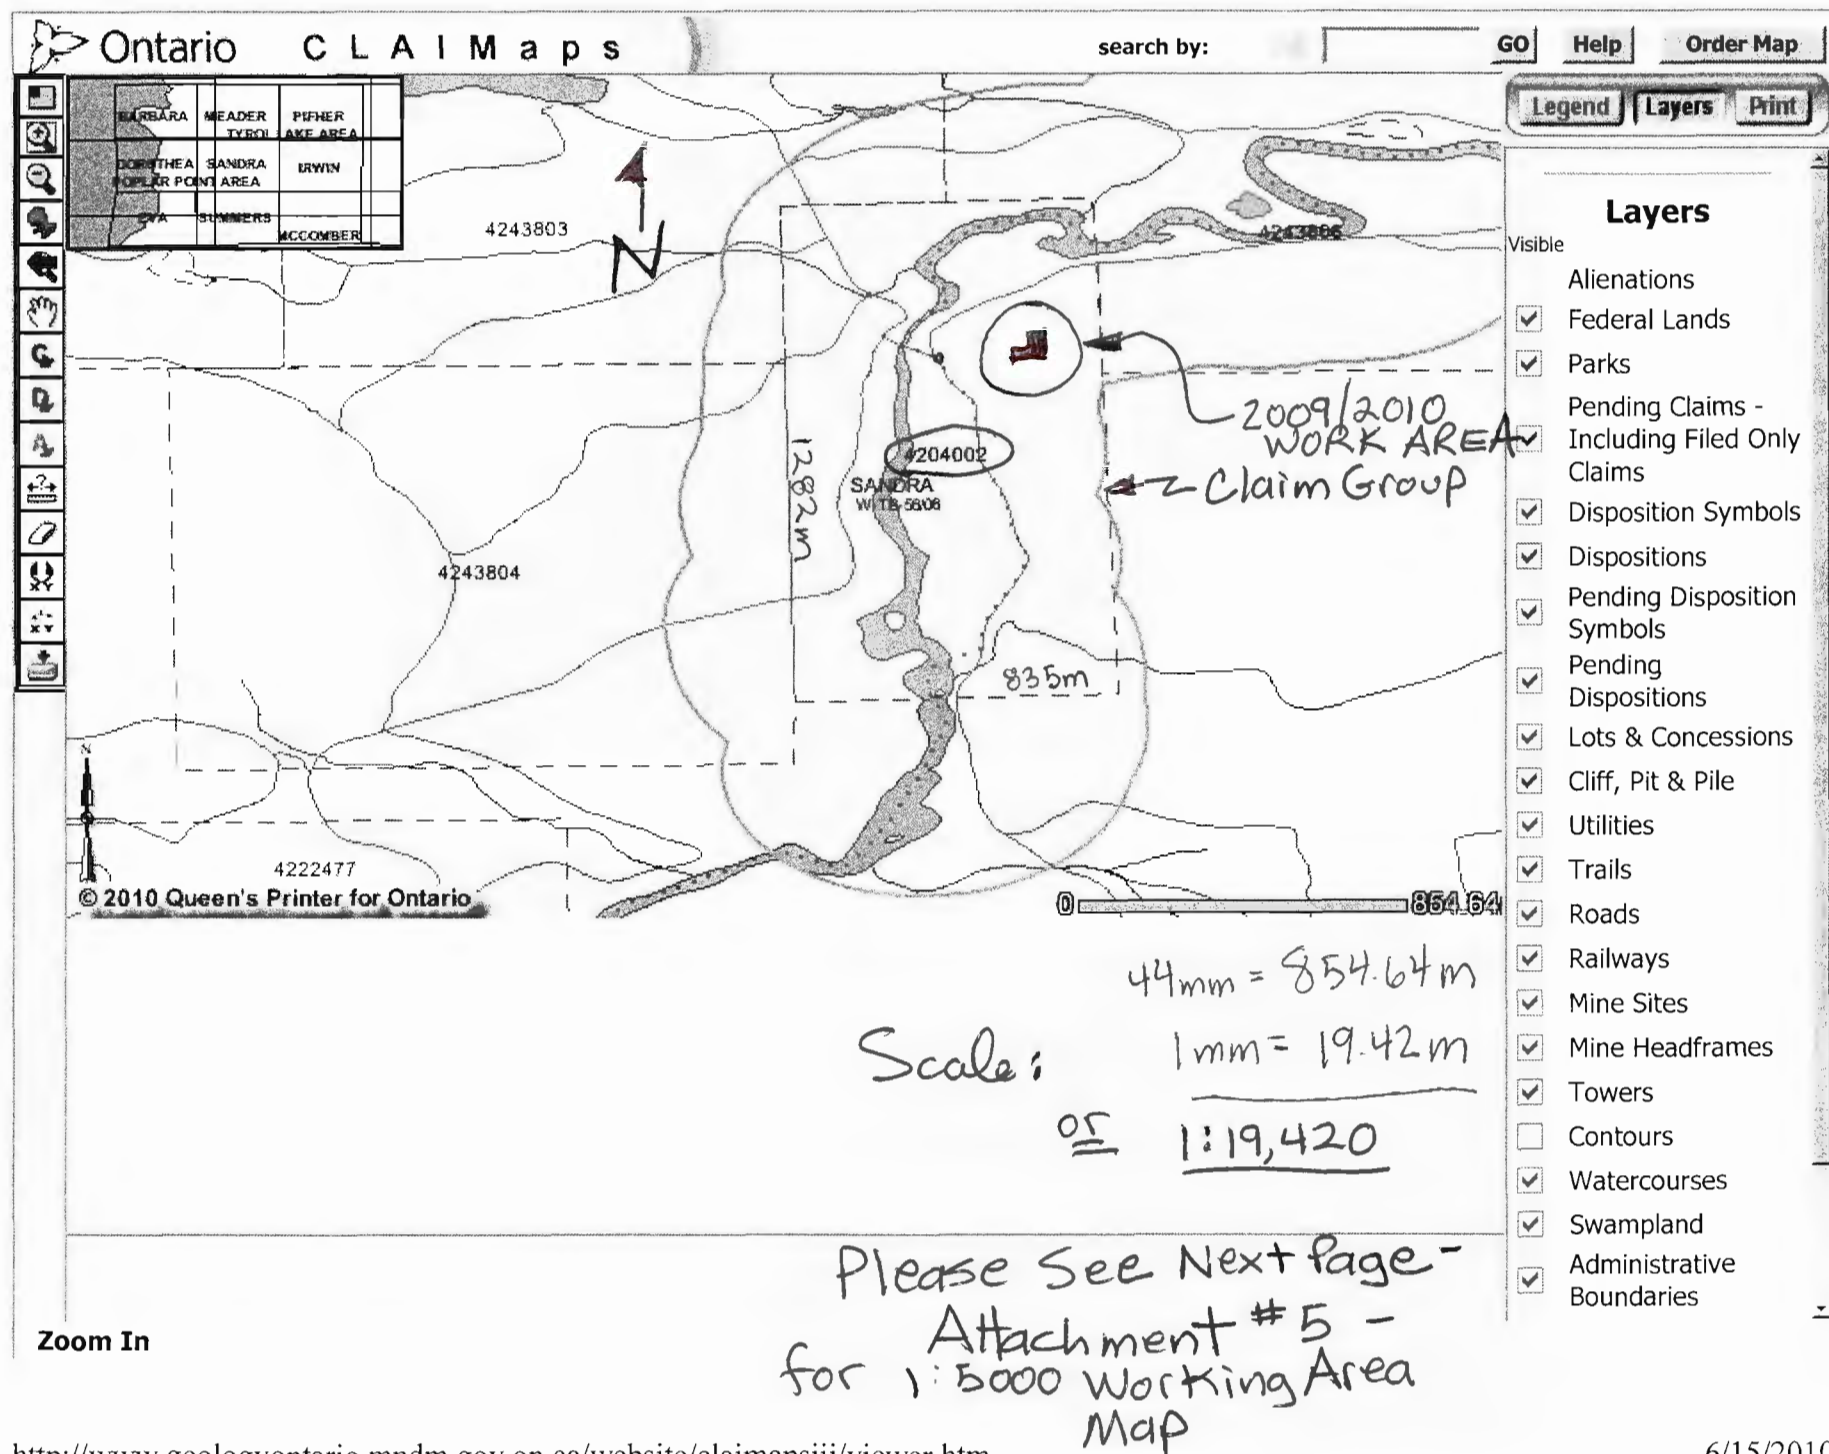 Ontario CLAIMaps
search by:
GO
Help
Order Map
Legend
Layers
Print
BARBARA MEADER PIFHER
TYROL LAKE AREA
DOROTHEA SANDRA IRWIN
POPLAR POINT AREA
EVA SUMMERS
MCCOMBER
N
4243803
4243806
2009/2010
WORK AREA
Claim Group
4204002
SANDRA
1282m
4243804
835m
N
4222477
© 2010 Queen's Printer for Ontario
0 854.64
44mm = 854.64m
Scale: 1mm = 19.42m
or 1:19,420
Please See Next Page -
Attachment #5 -
for 1:5000 Working Area
Map
Layers
Visible
Alienations
Federal Lands
Parks
Pending Claims -
Including Filed Only
Claims
Disposition Symbols
Dispositions
Pending Disposition
Symbols
Pending
Dispositions
Lots & Concessions
Cliff, Pit & Pile
Utilities
Trails
Roads
Railways
Mine Sites
Mine Headframes
Towers
Contours
Watercourses
Swampland
Administrative
Boundaries
Zoom In
6/15/2010